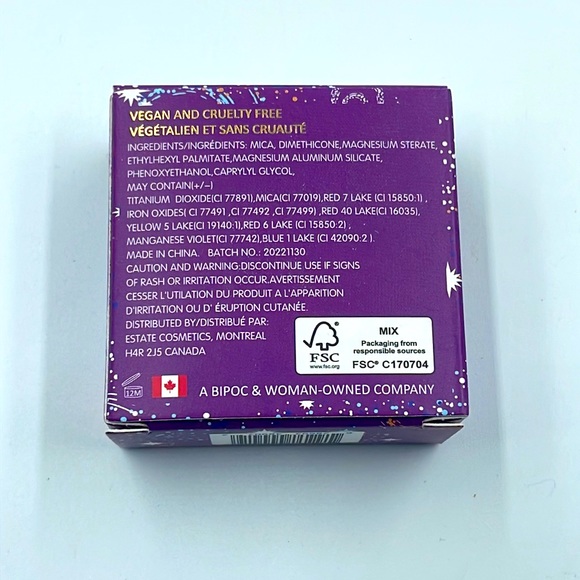 VEGAN AND CRUELTY FREE
VÉGÉTALIEN ET SANS CRUAUTÉ
INGREDIENTS/INGRÉDIENTS: MICA, DIMETHICONE,MAGNESIUM STERATE,
ETHYLHEXYL PALMITATE,MAGNESIUM ALUMINUM SILICATE,
PHENOXYETHANOL,CAPRYLYL GLYCOL,
MAY CONTAIN(+/−)
TITANIUM DIOXIDE(CI 77891),MICA(CI 77019),RED 7 LAKE (CI 15850:1) ,
IRON OXIDES( CI 77491 ,CI 77492 ,CI 77499) ,RED 40 LAKE(CI 16035),
YELLOW 5 LAKE(CI 19140:1),RED 6 LAKE(CI 15850:2) ,
MANGANESE VIOLET(CI 77742),BLUE 1 LAKE (CI 42090:2 ).
MADE IN CHINA. BATCH NO.: 20221130
CAUTION AND WARNING:DISCONTINUE USE IF SIGNS
OF RASH OR IRRITATION OCCUR.AVERTISSEMENT
CESSER L'UTILATION DU PRODUIT A L'APPARITION
D'IRRITATION OU D' ÉRUPTION CUTANÉE.
DISTRIBUTED BY/DISTRIBUÉ PAR:
ESTATE COSMETICS, MONTREAL
H4R 2J5 CANADA
FSC
www.fsc.org
MIX
Packaging from
responsible sources
FSC® C170704
12M
A BIPOC & WOMAN-OWNED COMPANY